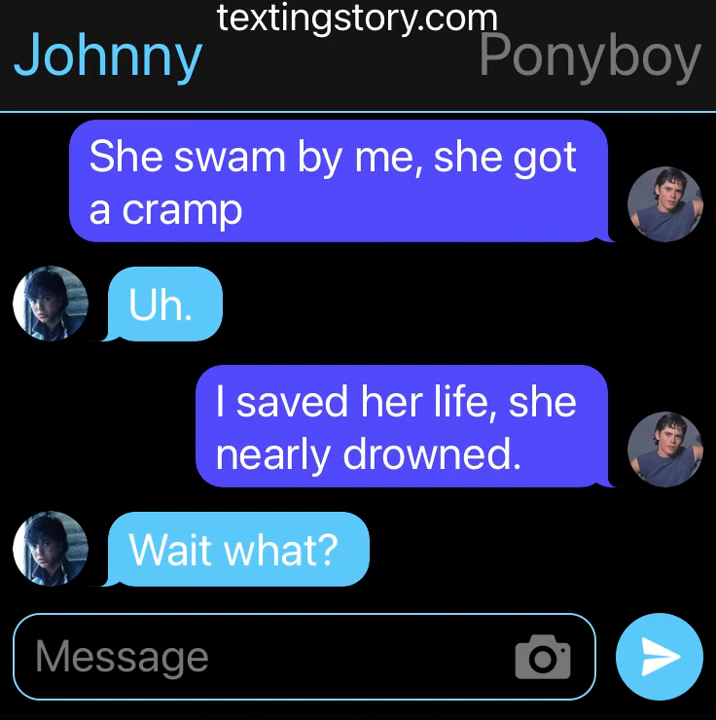 textingstory.com
Johnny
Ponyboy
She swam by me, she got
a cramp
Uh.
I saved her life, she
nearly drowned.
Wait what?
Message